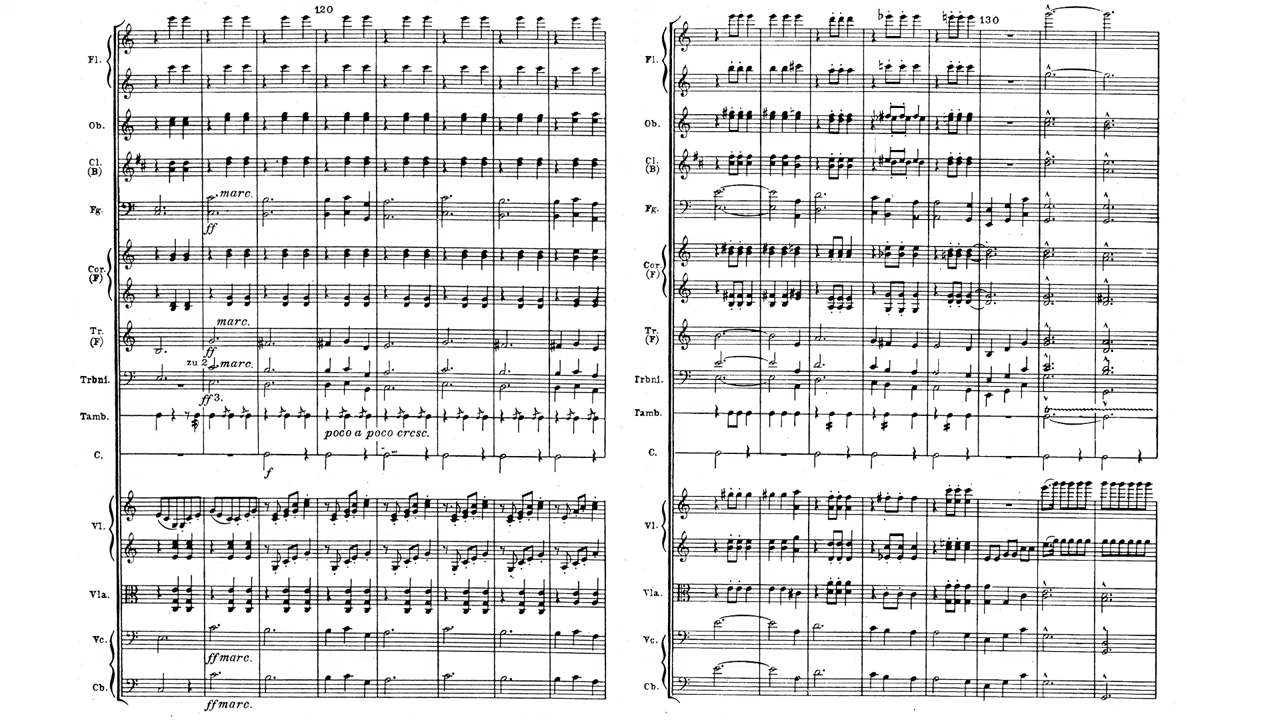 120
Fl.
Ob.
Cl.
(B)
marc.
Fg.
ff
Cor.
(F)
marc.
Tr.
(F)
ff
zu 2
marc.
Trbni.
ff 3.
Tamb.
poco a poco cresc.
C.
f
Vl.
Vla.
Vc.
ff marc.
Cb.
ff marc.
130
Fl.
Ob.
Cl.
(B)
Fg.
Cor.
(F)
Tr.
(F)
Trbni.
Tamb.
tr
C.
Vl.
Vla.
Vc.
Cb.